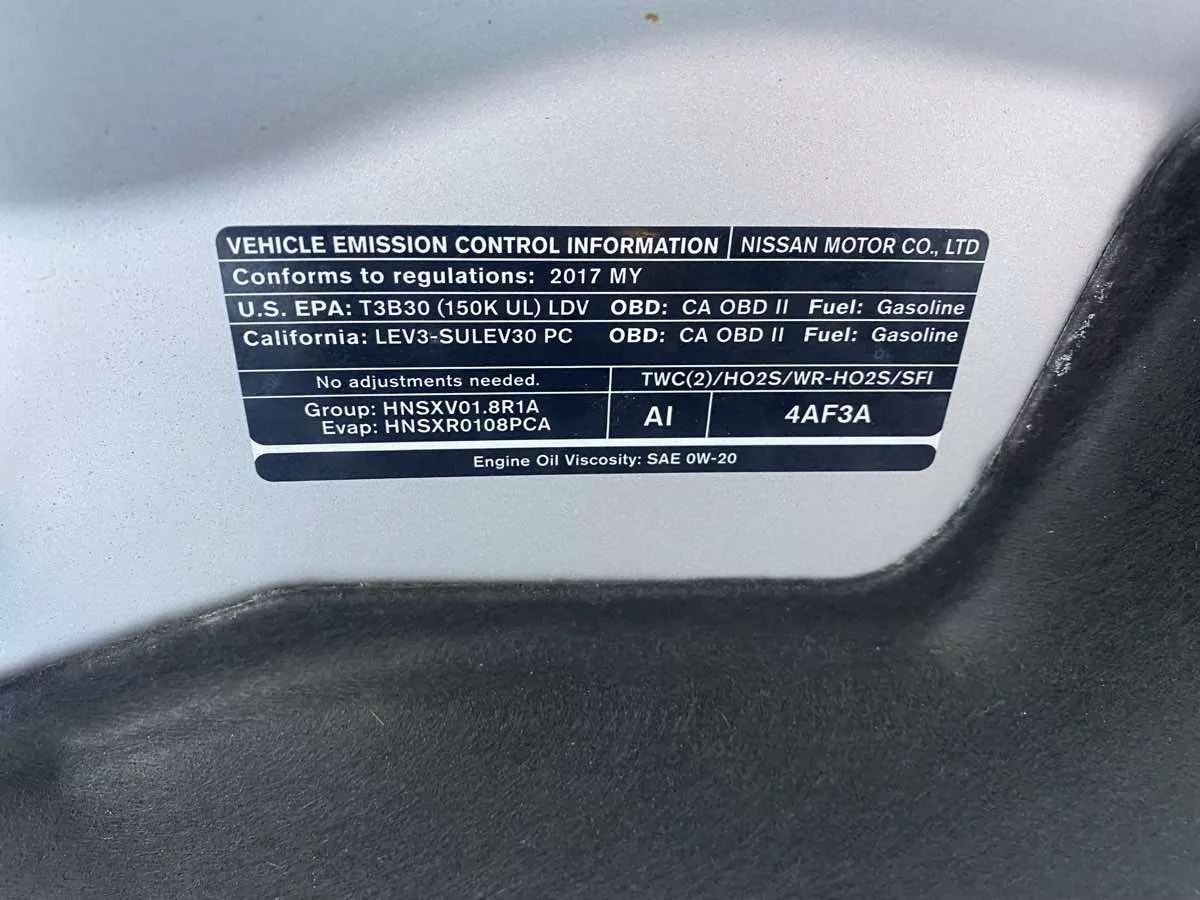 VEHICLE EMISSION CONTROL INFORMATION NISSAN MOTOR CO., LTD
Conforms to regulations: 2017 MY
U.S. EPA: T3B30 (150K UL) LDV OBD: CA OBD II Fuel: Gasoline
California: LEV3-SULEV30 PC OBD: CA OBD II Fuel: Gasoline
No adjustments needed. TWC(2)/HO2S/WR-HO2S/SFI
Group: HNSXV01.8R1A
Evap: HNSXR0108PCA
AI 4AF3A
Engine Oil Viscosity: SAE 0W-20